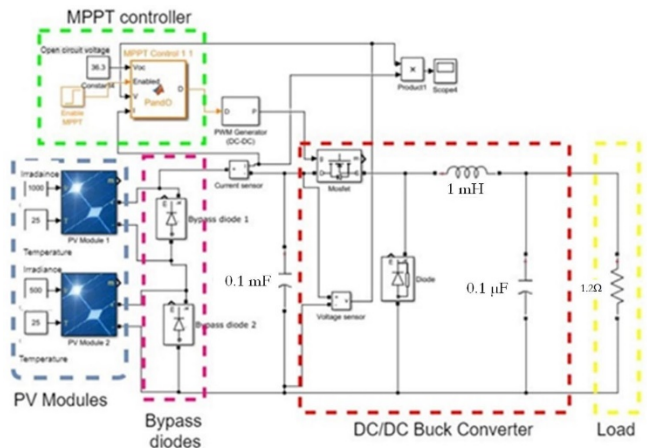 MPPT controller
Open circuit voltage
MPPT Control 1 1
36.3
Constant4
Voc
Enabled
V
I
D
PandO
Enable
MPPT
D
P
PWM Generator
(DC-DC)
×
Product1
Scope4
Current sensor
Mosfet
1 mH
Irradaince
1000
25
Temperature
PV Module 1
Bypass diode 1
Irradiance
500
25
Temperature
PV Module 2
Bypass diode 2
0.1 mF
Voltage sensor
Diode
0.1 µF
1.2Ω
PV Modules
Bypass
diodes
DC/DC Buck Converter
Load